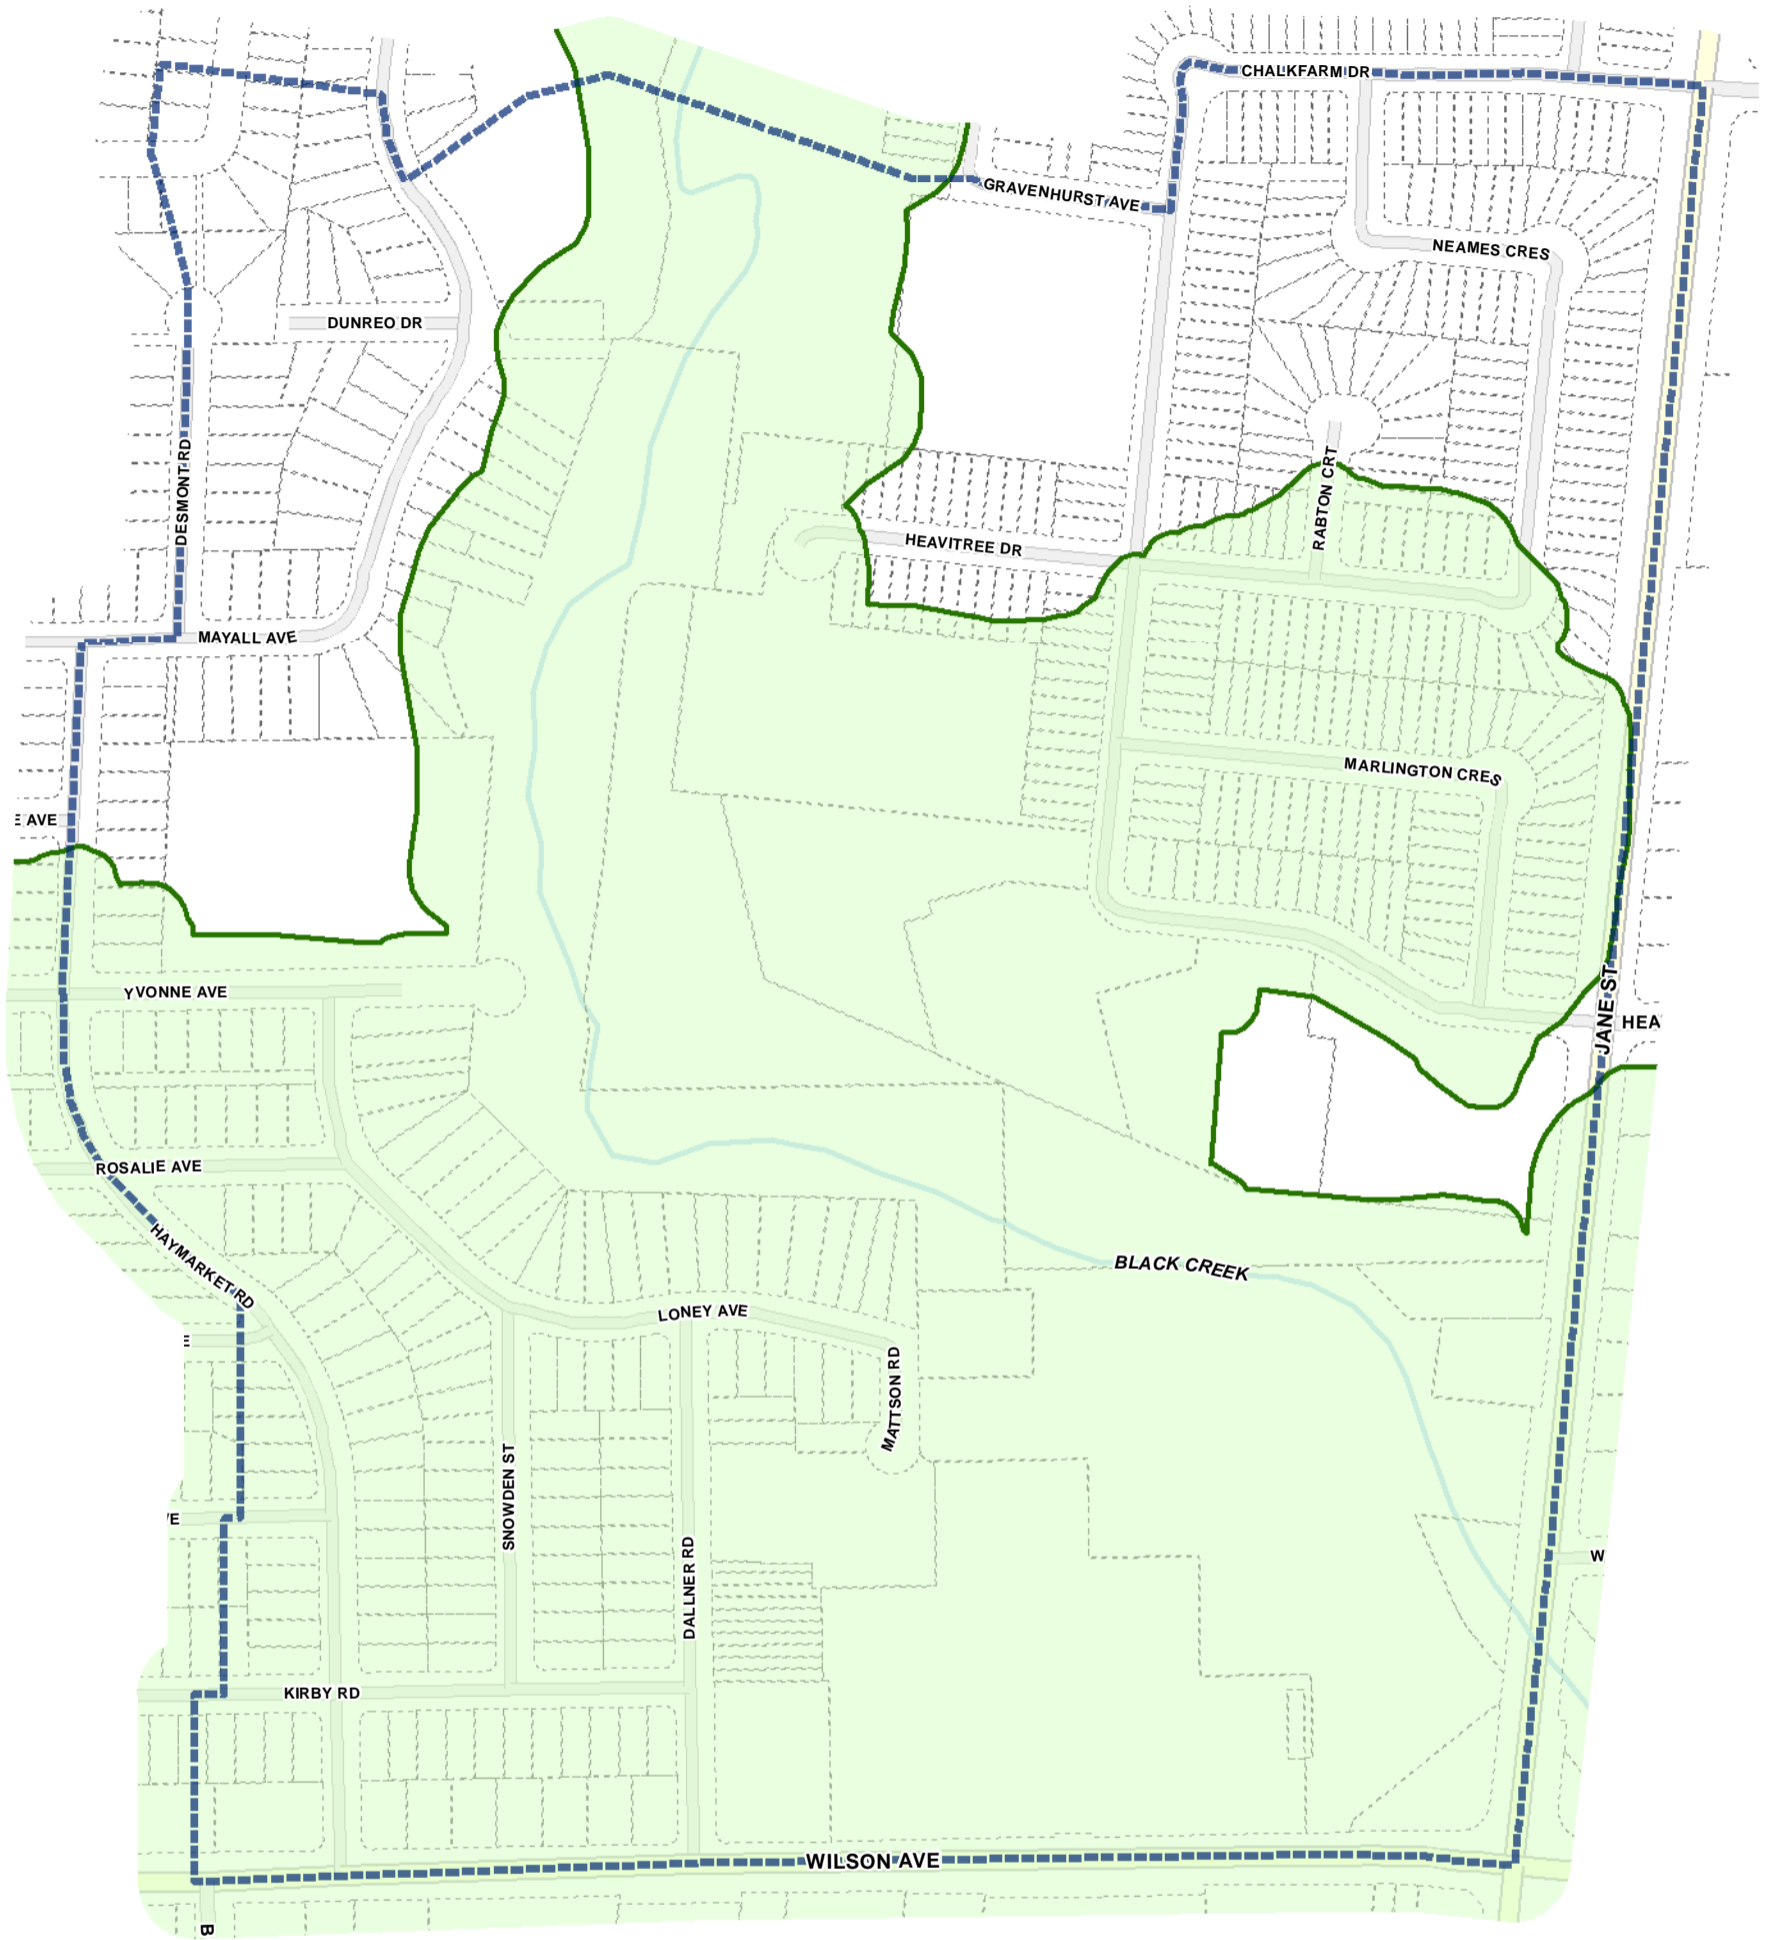 CHALKFARM DR
GRAVENHURST AVE
NEAMES CRES
DUNREO DR
DESMONT RD
RABTON CRT
HEAVITREE DR
MAYALL AVE
MARLINGTON CRES
E AVE
YVONNE AVE
JANE ST
HEA
ROSALIE AVE
HAYMARKET RD
BLACK CREEK
LONEY AVE
E
MATTSON RD
SNOWDEN ST
VE
DALLNER RD
W
KIRBY RD
WILSON AVE
B